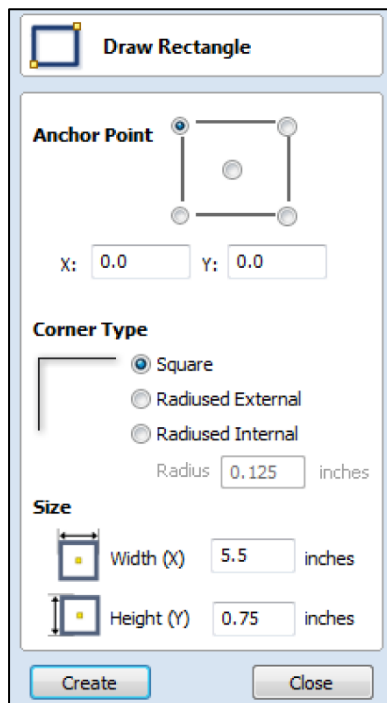 Draw Rectangle
Anchor Point
X: 0.0 Y: 0.0
Corner Type
Square
Radiused External
Radiused Internal
Radius 0.125 inches
Size
Width (X) 5.5 inches
Height (Y) 0.75 inches
Create Close